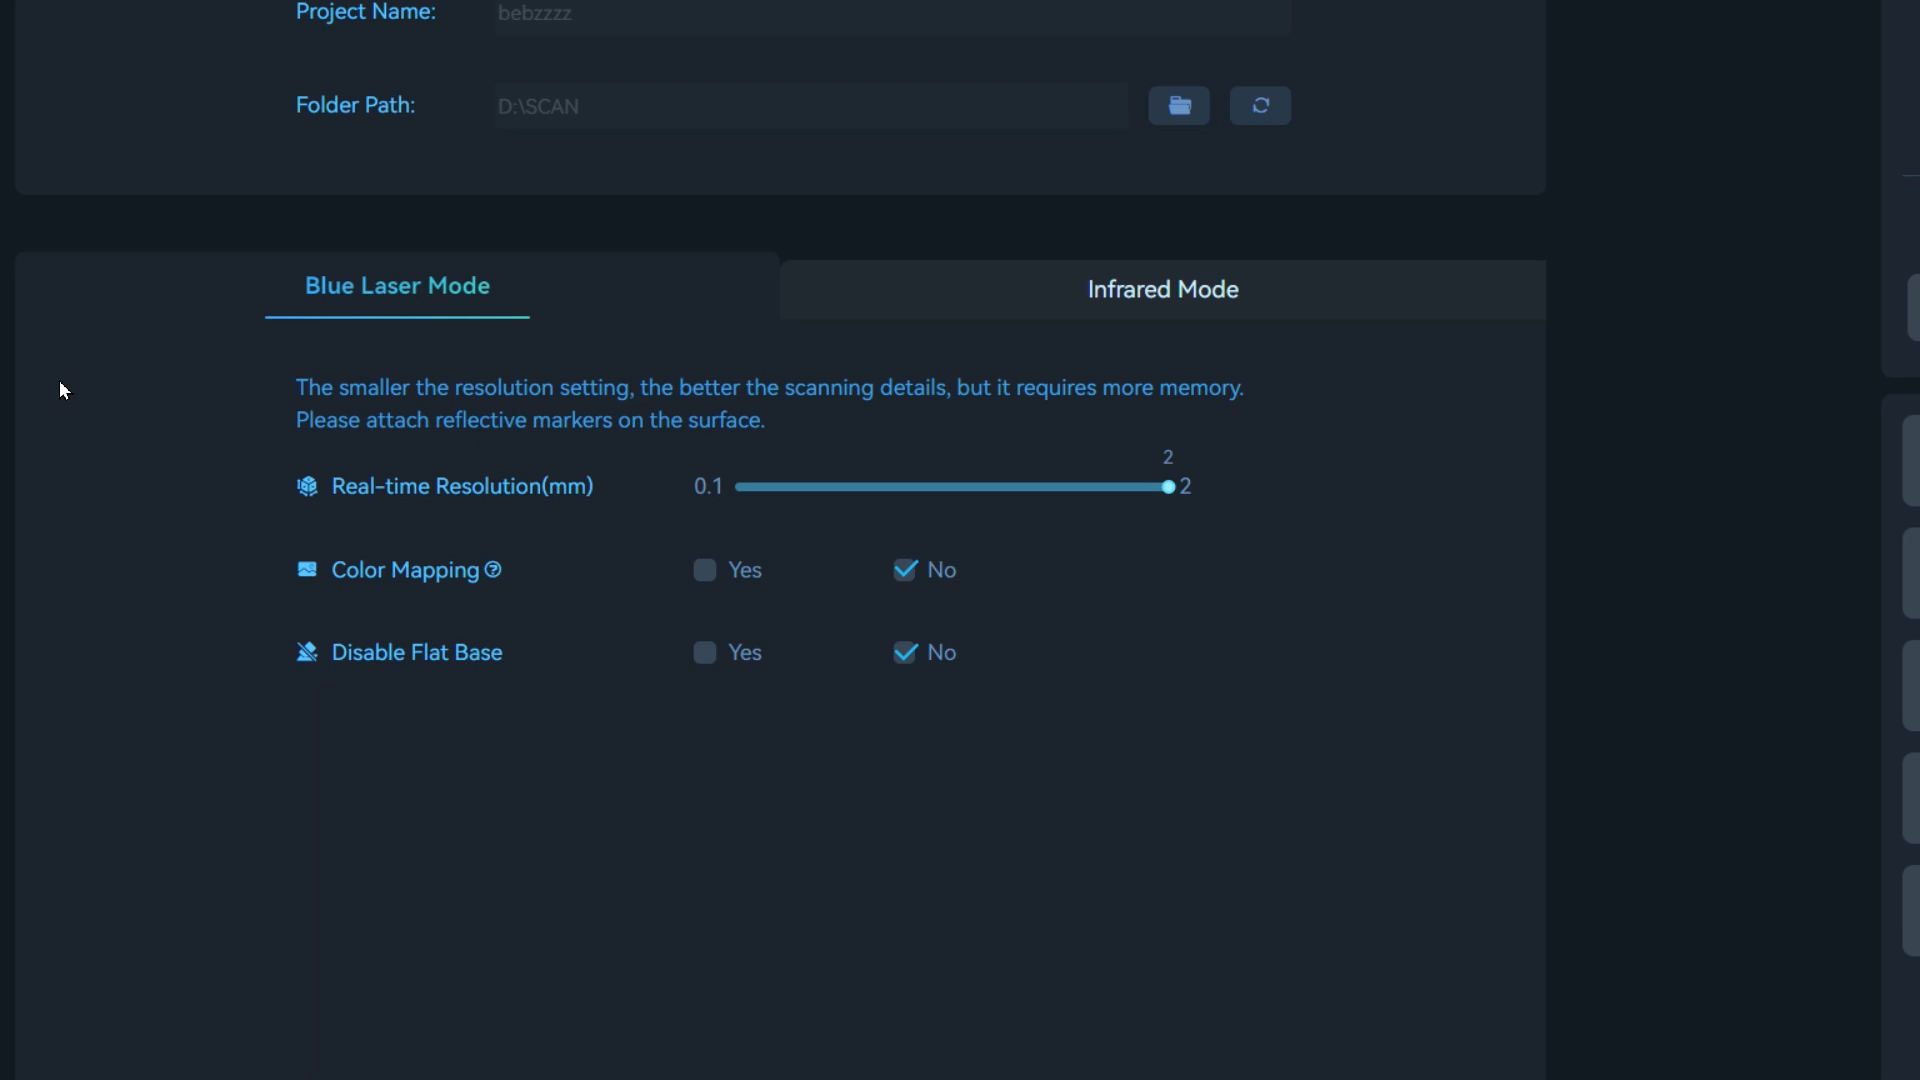 Project Name: bebzzzz
Folder Path: D:\SCAN
Blue Laser Mode Infrared Mode
The smaller the resolution setting, the better the scanning details, but it requires more memory.
Please attach reflective markers on the surface.
2
Real-time Resolution(mm) 0.1 2
Color Mapping ? Yes No
Disable Flat Base Yes No